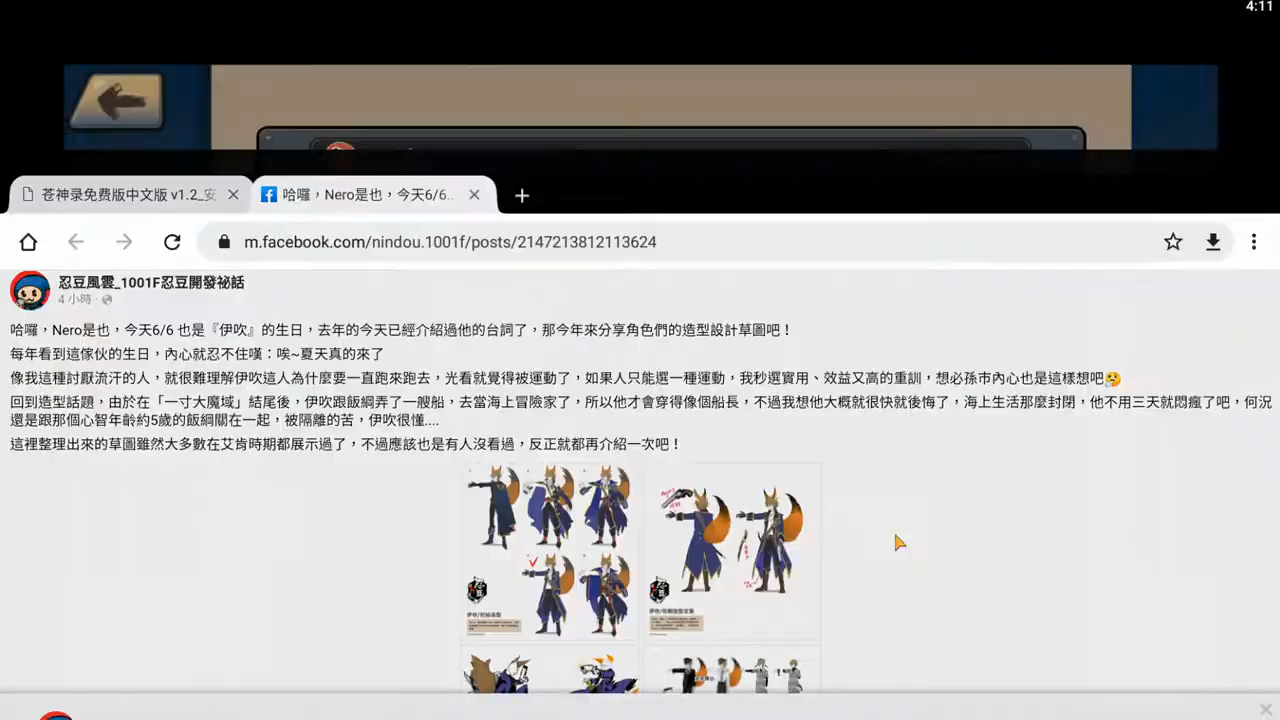 4:11
苍神录免费版中文版 v1.2_安
哈囉，Nero是也，今天6/6..
m.facebook.com/nindou.1001f/posts/2147213812113624
忍豆風雲_1001F忍豆開發祕話
4 小時
哈囉，Nero是也，今天6/6 也是『伊吹』的生日，去年的今天已經介紹過他的台詞了，那今年來分享角色們的造型設計草圖吧！
每年看到這傢伙的生日，內心就忍不住嘆：唉~夏天真的來了
像我這種討厭流汗的人，就很難理解伊吹這人為什麼要一直跑來跑去，光看就覺得被運動了，如果人只能選一種運動，我秒選實用、效益又高的重訓，想必孫市內心也是這樣想吧🤔
回到造型話題，由於在「一寸大魔域」結尾後，伊吹跟飯綱弄了一艘船，去當海上冒險家了，所以他才會穿得像個船長，不過我想他大概就很快就後悔了，海上生活那麼封閉，他不用三天就悶瘋了吧，何況
還是跟那個心智年齡約5歲的飯綱關在一起，被隔離的苦，伊吹很懂....
這裡整理出來的草圖雖然大多數在艾肯時期都展示過了，不過應該也是有人沒看過，反正就都再介紹一次吧！